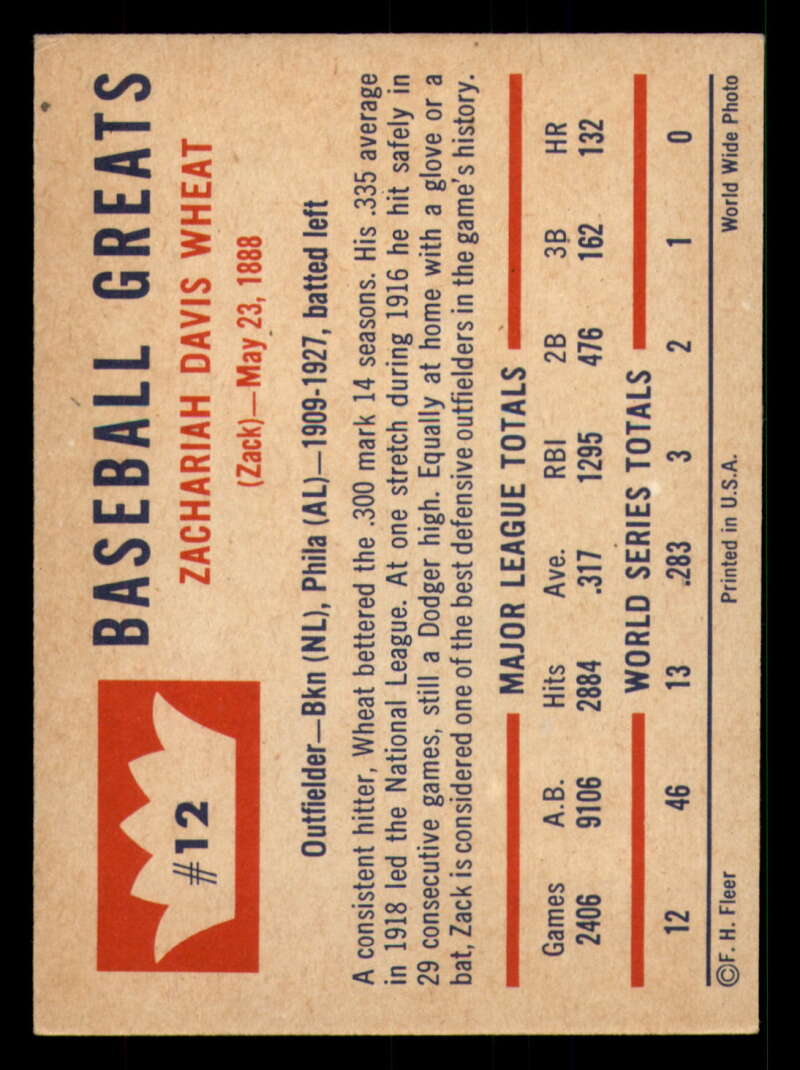 #12
BASEBALL GREATS
ZACHARIAH DAVIS WHEAT
(Zack)—May 23, 1888
Outfielder—Bkn (NL), Phila (AL)—1909-1927, batted left
A consistent hitter, Wheat bettered the .300 mark 14 seasons. His .335 average
in 1918 led the National League. At one stretch during 1916 he hit safely in
29 consecutive games, still a Dodger high. Equally at home with a glove or a
bat, Zack is considered one of the best defensive outfielders in the game's history.
MAJOR LEAGUE TOTALS
Games A.B. Hits Ave. RBI 2B 3B HR
2406 9106 2884 .317 1295 476 162 132
WORLD SERIES TOTALS
12 46 13 .283 3 2 1 0
©F. H. Fleer Printed in U.S.A. World Wide Photo